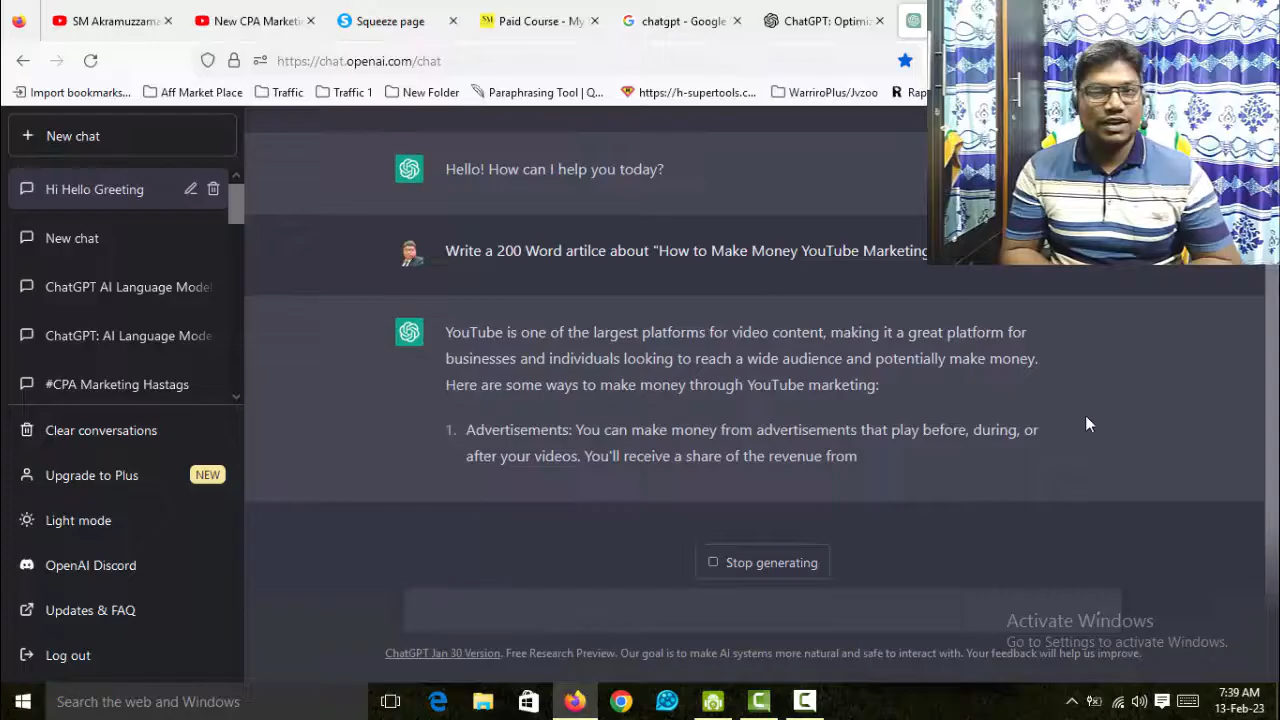 SM Akramuzzama
New CPA Marketi
Squeeze page
Paid Course - My
chatgpt - Google
ChatGPT: Optimi
https://chat.openai.com/chat
Import bookmarks...
Aff Market Place
Traffic
Traffic 1
New Folder
Paraphrasing Tool | Q...
https://h-supertools.c...
WarriroPlus/Jvzoo
Rap
New chat
Hi Hello Greeting
New chat
ChatGPT AI Language Model
ChatGPT: AI Language Mode
#CPA Marketing Hastags
Clear conversations
Upgrade to Plus
NEW
Light mode
OpenAI Discord
Updates & FAQ
Log out
Hello! How can I help you today?
Write a 200 Word artilce about “How to Make Money YouTube Marketing
YouTube is one of the largest platforms for video content, making it a great platform for
businesses and individuals looking to reach a wide audience and potentially make money.
Here are some ways to make money through YouTube marketing:
1. Advertisements: You can make money from advertisements that play before, during, or
after your videos. You'll receive a share of the revenue from
Stop generating
Activate Windows
Go to Settings to activate Windows.
ChatGPT Jan 30 Version. Free Research Preview. Our goal is to make AI systems more natural and safe to interact with. Your feedback will help us improve.
Search the web and Windows
7:39 AM
13-Feb-23